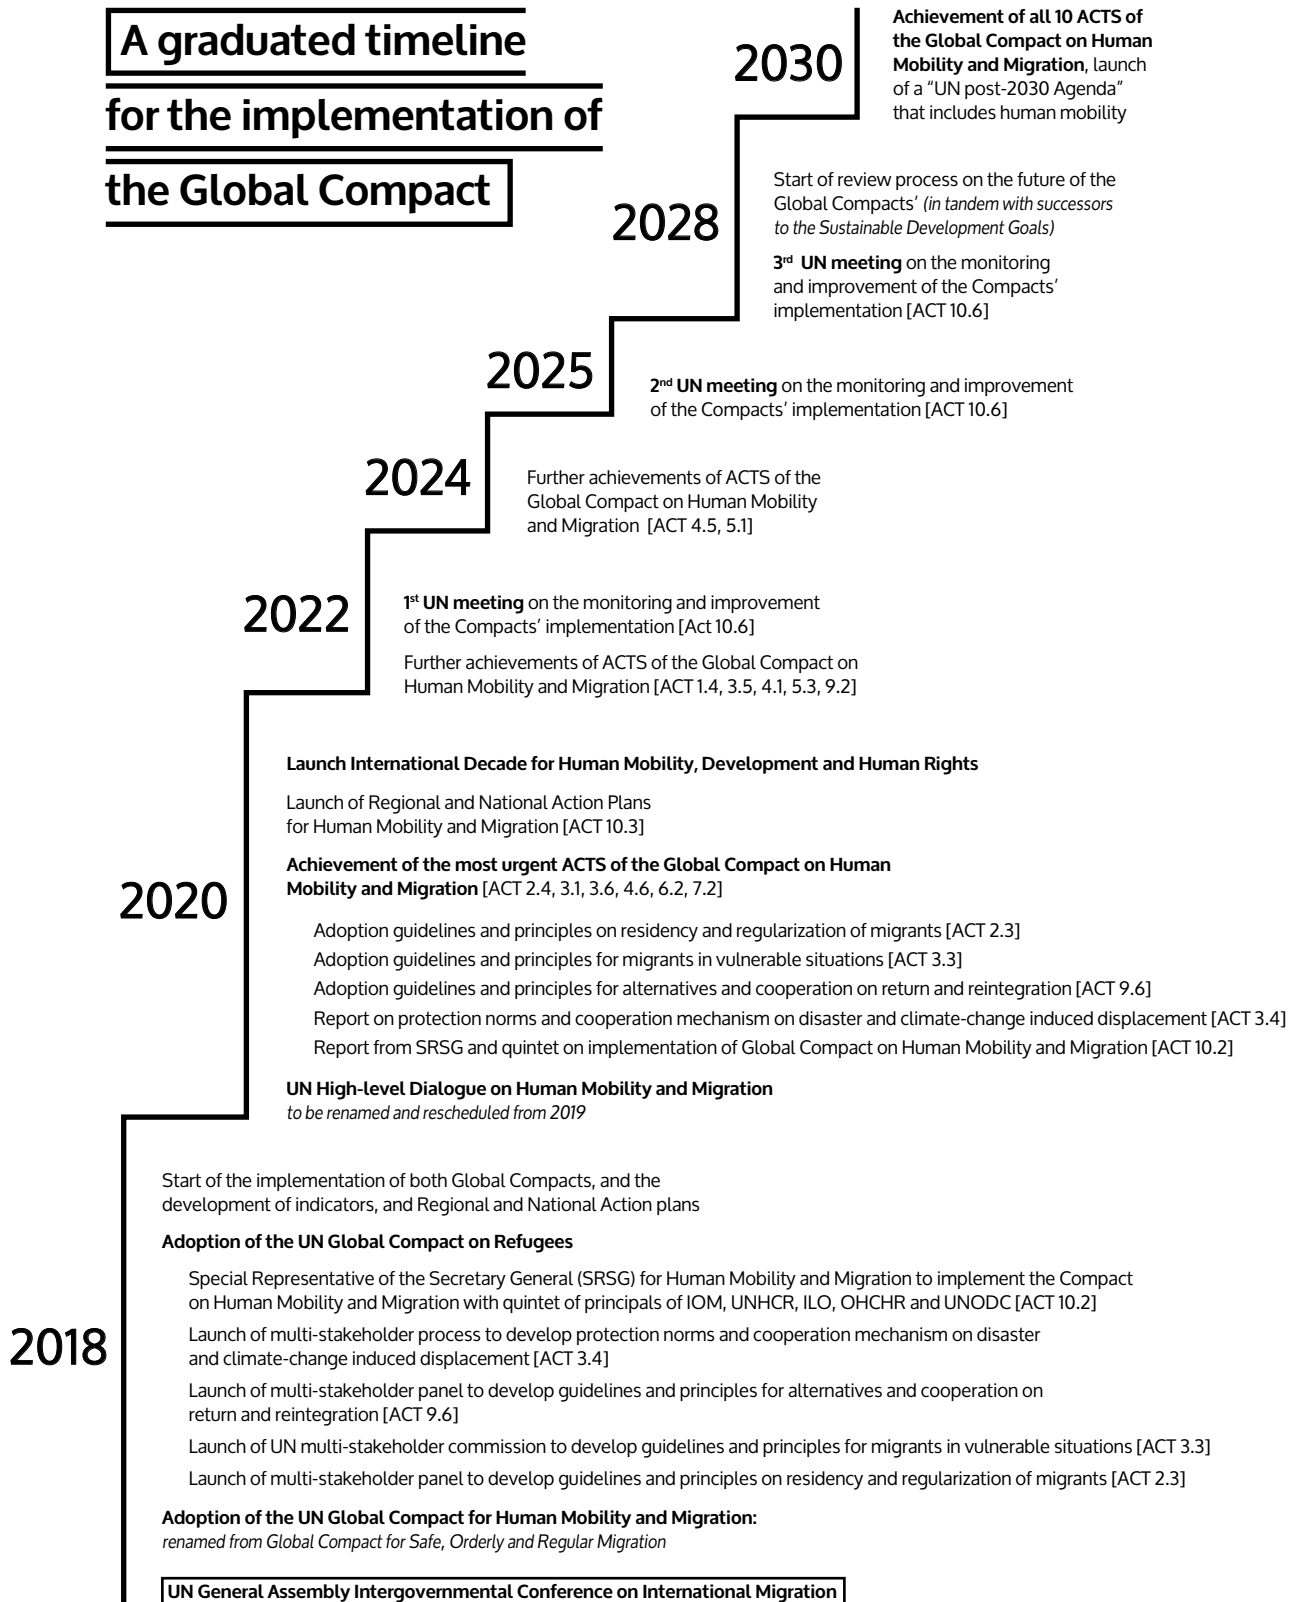 A graduated timeline
for the implementation of
the Global Compact
2030
Achievement of all 10 ACTS of
the Global Compact on Human
Mobility and Migration, launch
of a “UN post-2030 Agenda”
that includes human mobility
2028
Start of review process on the future of the
Global Compacts’ (in tandem with successors
to the Sustainable Development Goals)
3rd UN meeting on the monitoring
and improvement of the Compacts’
implementation [ACT 10.6]
2025
2nd UN meeting on the monitoring and improvement
of the Compacts’ implementation [ACT 10.6]
2024
Further achievements of ACTS of the
Global Compact on Human Mobility
and Migration [ACT 4.5, 5.1]
2022
1st UN meeting on the monitoring and improvement
of the Compacts’ implementation [Act 10.6]
Further achievements of ACTS of the Global Compact on
Human Mobility and Migration [ACT 1.4, 3.5, 4.1, 5.3, 9.2]
2020
Launch International Decade for Human Mobility, Development and Human Rights
Launch of Regional and National Action Plans
for Human Mobility and Migration [ACT 10.3]
Achievement of the most urgent ACTS of the Global Compact on Human
Mobility and Migration [ACT 2.4, 3.1, 3.6, 4.6, 6.2, 7.2]
Adoption guidelines and principles on residency and regularization of migrants [ACT 2.3]
Adoption guidelines and principles for migrants in vulnerable situations [ACT 3.3]
Adoption guidelines and principles for alternatives and cooperation on return and reintegration [ACT 9.6]
Report on protection norms and cooperation mechanism on disaster and climate-change induced displacement [ACT 3.4]
Report from SRSG and quintet on implementation of Global Compact on Human Mobility and Migration [ACT 10.2]
UN High-level Dialogue on Human Mobility and Migration
to be renamed and rescheduled from 2019
2018
Start of the implementation of both Global Compacts, and the
development of indicators, and Regional and National Action plans
Adoption of the UN Global Compact on Refugees
Special Representative of the Secretary General (SRSG) for Human Mobility and Migration to implement the Compact
on Human Mobility and Migration with quintet of principals of IOM, UNHCR, ILO, OHCHR and UNODC [ACT 10.2]
Launch of multi-stakeholder process to develop protection norms and cooperation mechanism on disaster
and climate-change induced displacement [ACT 3.4]
Launch of multi-stakeholder panel to develop guidelines and principles for alternatives and cooperation on
return and reintegration [ACT 9.6]
Launch of UN multi-stakeholder commission to develop guidelines and principles for migrants in vulnerable situations [ACT 3.3]
Launch of multi-stakeholder panel to develop guidelines and principles on residency and regularization of migrants [ACT 2.3]
Adoption of the UN Global Compact for Human Mobility and Migration:
renamed from Global Compact for Safe, Orderly and Regular Migration
UN General Assembly Intergovernmental Conference on International Migration